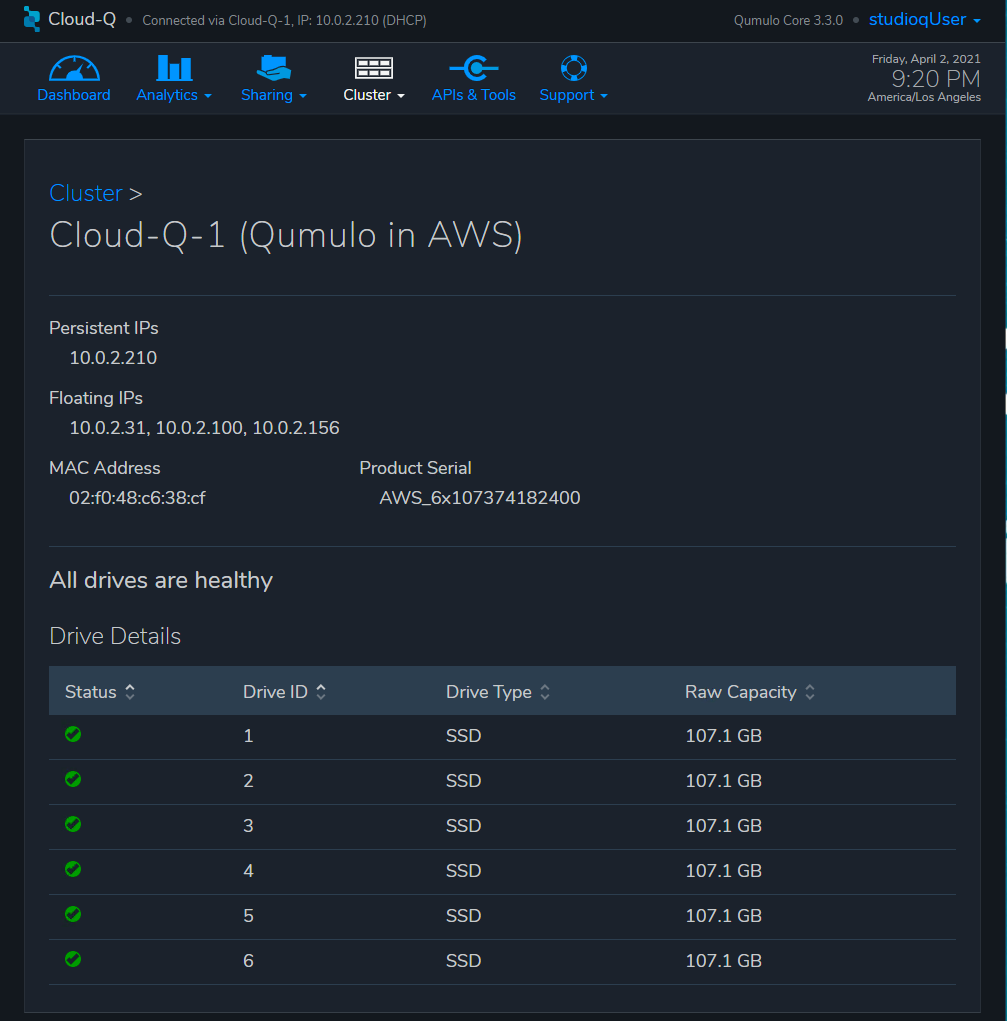 Cloud-Q • Connected via Cloud-Q-1, IP: 10.0.2.210 (DHCP) Qumulo Core 3.3.0 • studioqUser
Dashboard Analytics Sharing Cluster APIs & Tools Support
Friday, April 2, 2021
9:20 PM
America/Los Angeles
Cluster >
Cloud-Q-1 (Qumulo in AWS)
Persistent IPs
10.0.2.210
Floating IPs
10.0.2.31, 10.0.2.100, 10.0.2.156
MAC Address Product Serial
02:f0:48:c6:38:cf AWS_6x107374182400
All drives are healthy
Drive Details
Status Drive ID Drive Type Raw Capacity
1 SSD 107.1 GB
2 SSD 107.1 GB
3 SSD 107.1 GB
4 SSD 107.1 GB
5 SSD 107.1 GB
6 SSD 107.1 GB